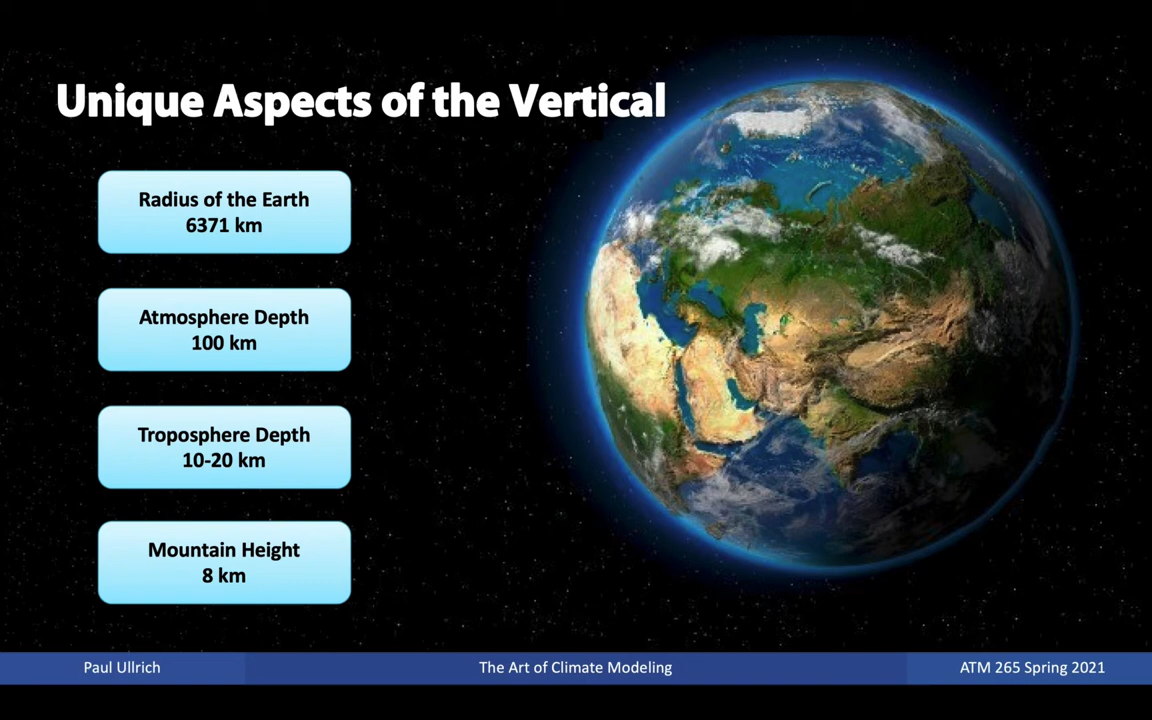 Unique Aspects of the Vertical
Radius of the Earth
6371 km
Atmosphere Depth
100 km
Troposphere Depth
10-20 km
Mountain Height
8 km
Paul Ullrich
The Art of Climate Modeling
ATM 265 Spring 2021